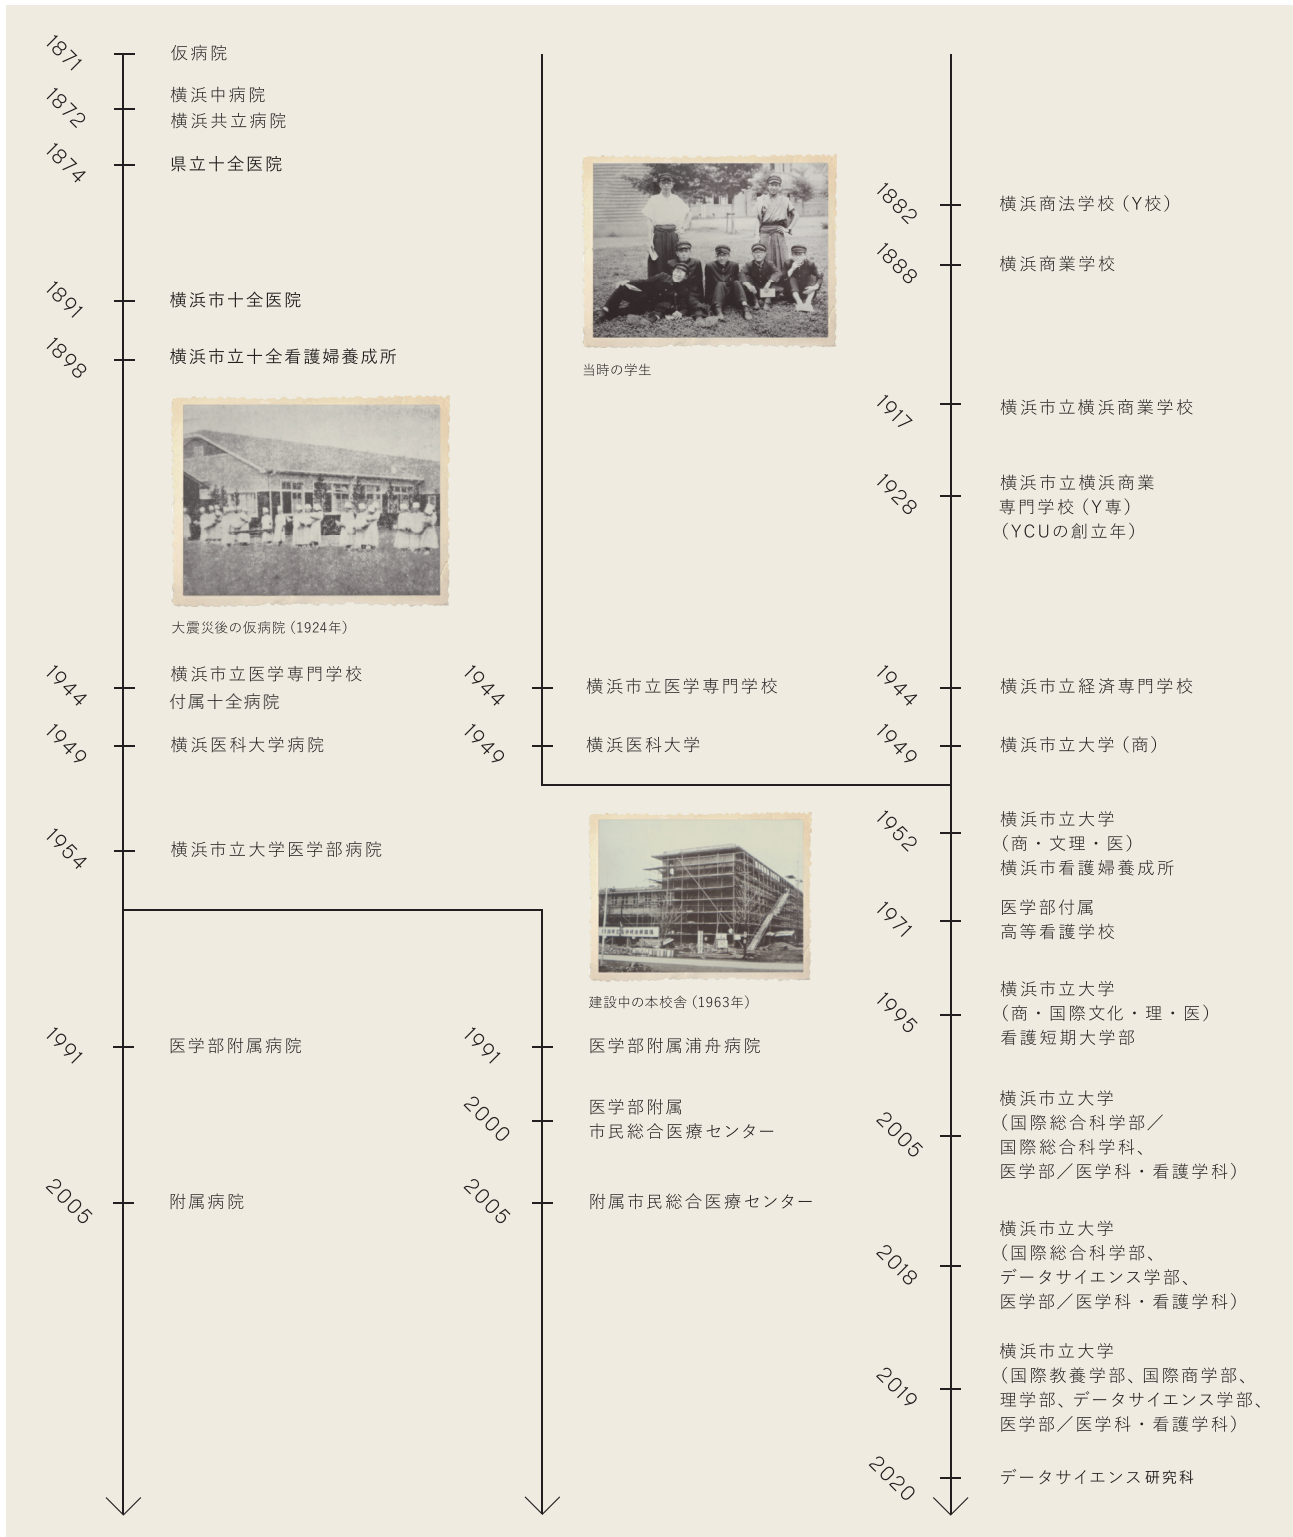 1871
仮病院
1872
横浜中病院
横浜共立病院
1874
県立十全医院
1891
横浜市十全医院
1898
横浜市立十全看護婦養成所
大震災後の仮病院（1924年）
1944
横浜市立医学専門学校
付属十全病院
1949
横浜医科大学病院
1954
横浜市立大学医学部病院
1991
医学部附属病院
2005
附属病院
当時の学生
1944
横浜市立医学専門学校
1949
横浜医科大学
建設中の本校舎（1963年）
1991
医学部附属浦舟病院
2000
医学部附属
市民総合医療センター
2005
附属市民総合医療センター
1882
横浜商法学校（Y校）
1888
横浜商業学校
1917
横浜市立横浜商業学校
1928
横浜市立横浜商業
専門学校（Y専）
（YCUの創立年）
1944
横浜市立経済専門学校
1949
横浜市立大学（商）
1952
横浜市立大学
（商・文理・医）
横浜市看護婦養成所
1971
医学部付属
高等看護学校
1995
横浜市立大学
（商・国際文化・理・医）
看護短期大学部
2005
横浜市立大学
（国際総合科学部／
国際総合科学科、
医学部／医学科・看護学科）
2018
横浜市立大学
（国際総合科学部、
データサイエンス学部、
医学部／医学科・看護学科）
2019
横浜市立大学
（国際教養学部、国際商学部、
理学部、データサイエンス学部、
医学部／医学科・看護学科）
2020
データサイエンス研究科